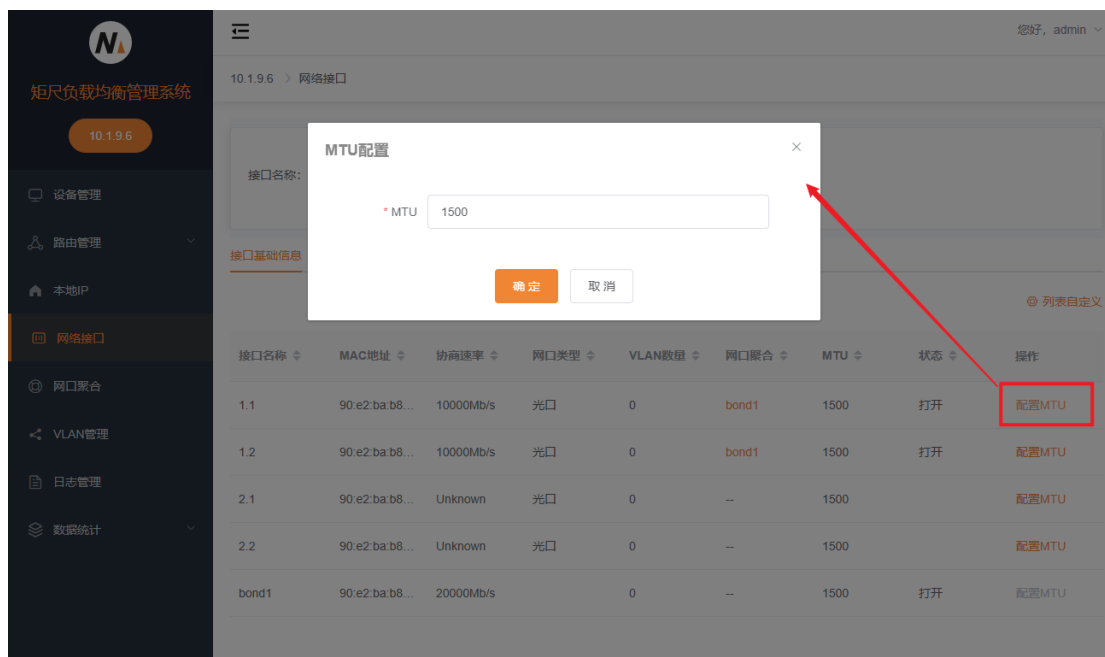 您好，admin
矩尺负载均衡管理系统
10.1.9.6
设备管理
路由管理
本地IP
网络接口
网口聚合
VLAN管理
日志管理
数据统计
10.1.9.6 > 网络接口
接口名称:
MTU配置
* MTU 1500
确定 取消
接口基础信息
列表自定义
接口名称 MAC地址 协商速率 网口类型 VLAN数量 网口聚合 MTU 状态 操作
1.1 90:e2:ba:b8... 10000Mb/s 光口 0 bond1 1500 打开 配置MTU
1.2 90:e2:ba:b8... 10000Mb/s 光口 0 bond1 1500 打开 配置MTU
2.1 90:e2:ba:b8... Unknown 光口 0 -- 1500 配置MTU
2.2 90:e2:ba:b8... Unknown 光口 0 -- 1500 配置MTU
bond1 90:e2:ba:b8... 20000Mb/s 0 -- 1500 打开 配置MTU